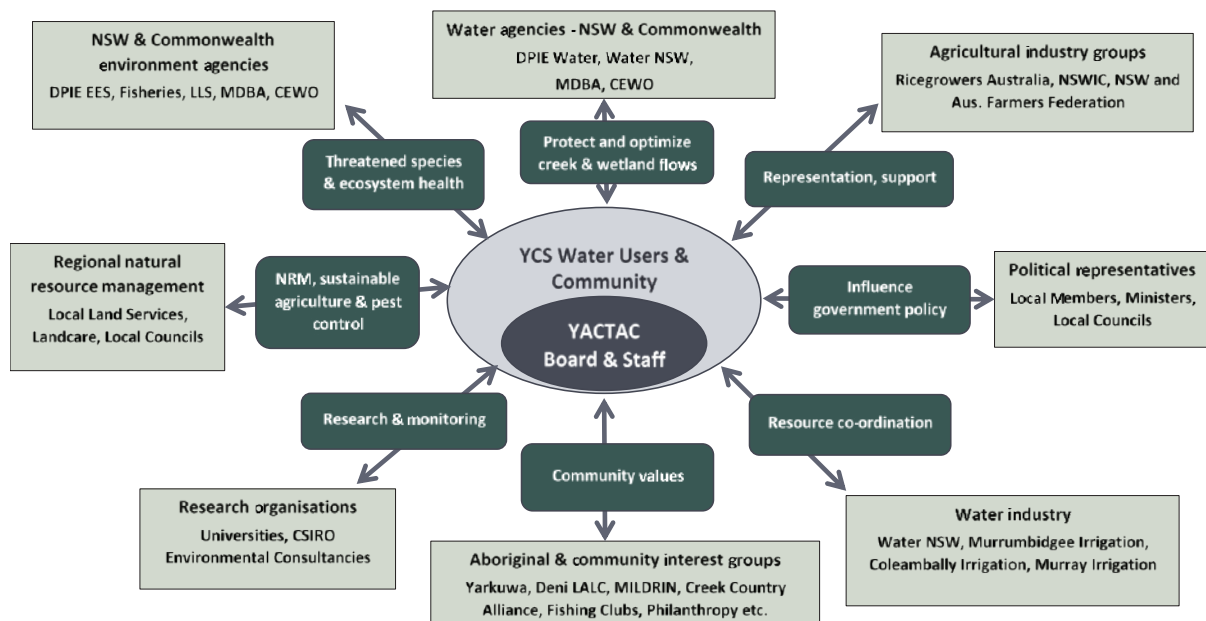 NSW & Commonwealth
environment agencies
DPIE EES, Fisheries, LLS, MDBA, CEWO
Water agencies - NSW & Commonwealth
DPIE Water, Water NSW,
MDBA, CEWO
Agricultural industry groups
Ricegrowers Australia, NSWIC, NSW and
Aus. Farmers Federation
Threatened species
& ecosystem health
Protect and optimize
creek & wetland flows
Representation, support
Regional natural
resource management
Local Land Services,
Landcare, Local Councils
NRM, sustainable
agriculture & pest
control
YCS Water Users &
Community
YACTAC
Board & Staff
Influence
government policy
Political representatives
Local Members, Ministers,
Local Councils
Research & monitoring
Community values
Resource co-ordination
Research organisations
Universities, CSIRO
Environmental Consultancies
Aboriginal & community interest groups
Yarkuwa, Deni LALC, MILDRIN, Creek Country
Alliance, Fishing Clubs, Philanthropy etc.
Water industry
Water NSW, Murrumbidgee Irrigation,
Coleambally Irrigation, Murray Irrigation